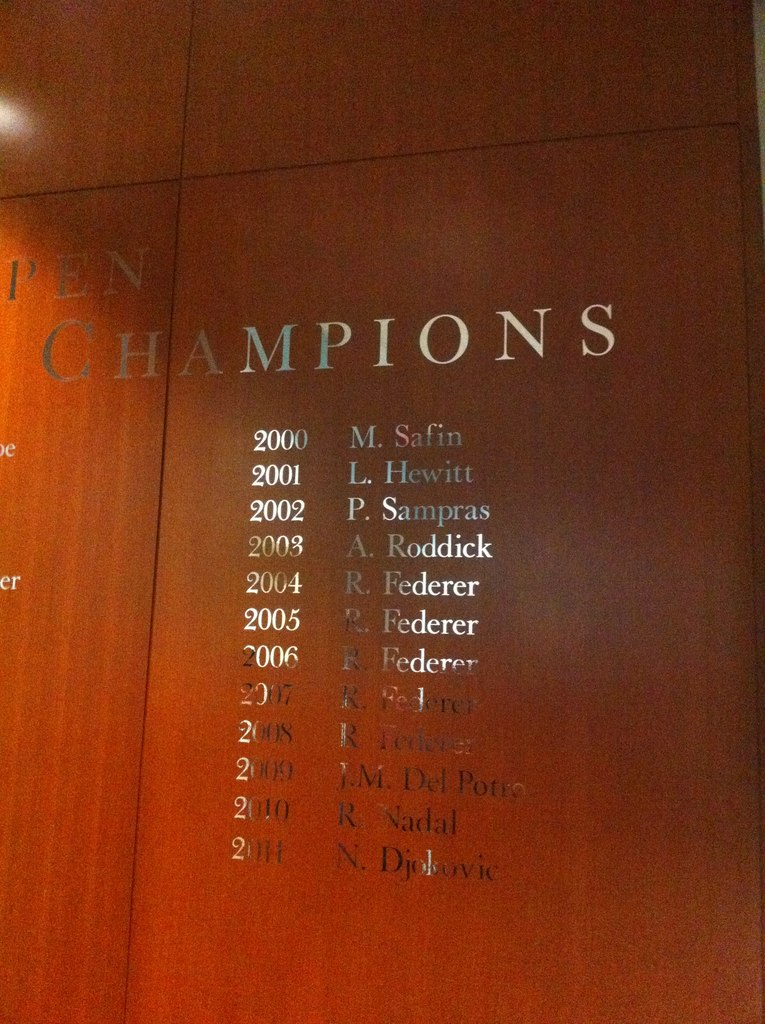 PEN
CHAMPIONS
2000 M. Safin
2001 L. Hewitt
2002 P. Sampras
2003 A. Roddick
2004 R. Federer
2005 R. Federer
2006 R. Federer
2007 R. Federer
2008 R. Federer
2009 J.M. Del Potro
2010 R. Nadal
2011 N. Djokovic
er